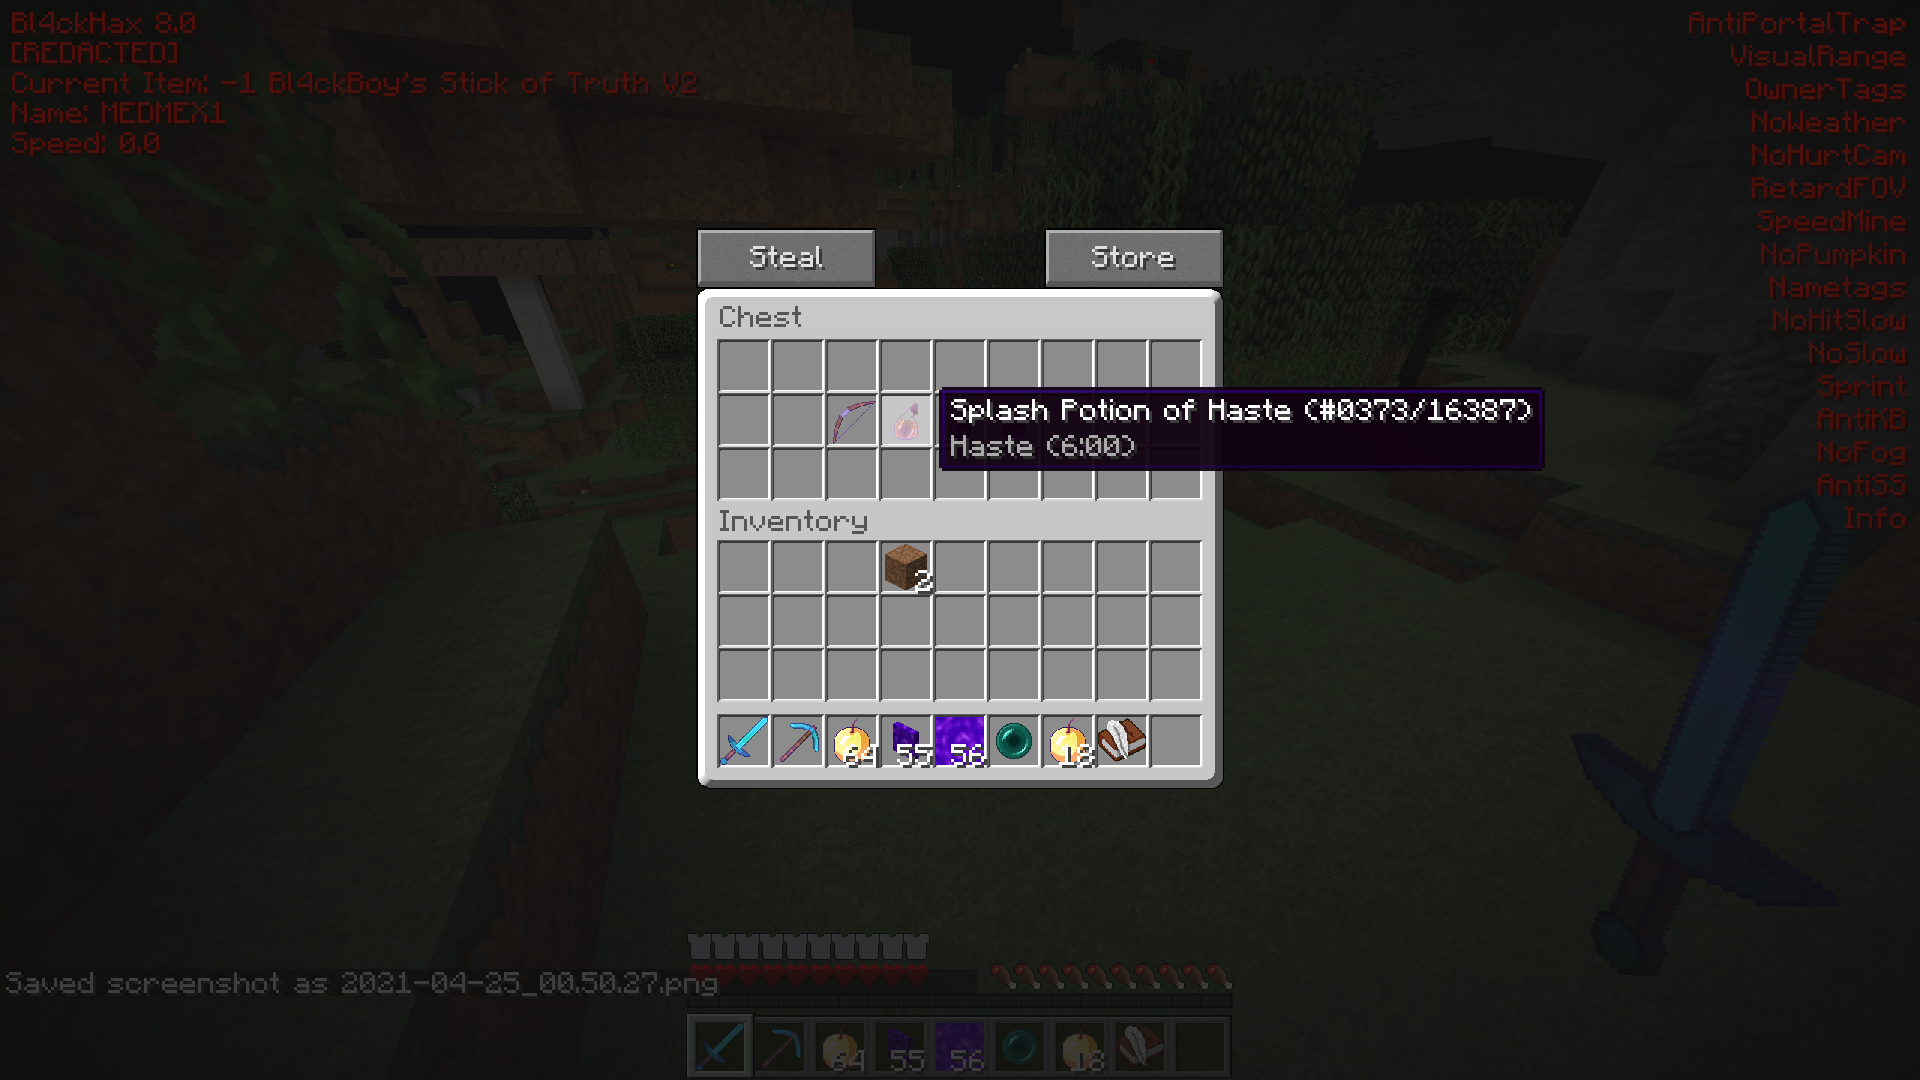 Bl4ckHax 8.0
[REDACTED]
Current Item: -1 Bl4ckBoy's Stick of Truth V2
Name: MEDMEX1
Speed: 0.0
AntiPortalTrap
VisualRange
OwnerTags
NoWeather
NoHurtCam
RetardFOV
SpeedMine
NoPumpkin
Nametags
NoHitSlow
NoSlow
Sprint
AntiKB
NoFog
AntiSS
Info
Steal
Store
Chest
Splash Potion of Haste (#0373/16387)
Haste (6:00)
Inventory
2
64 55 56 18
Saved screenshot as 2021-04-25_00.50.27.png
64 55 56 18